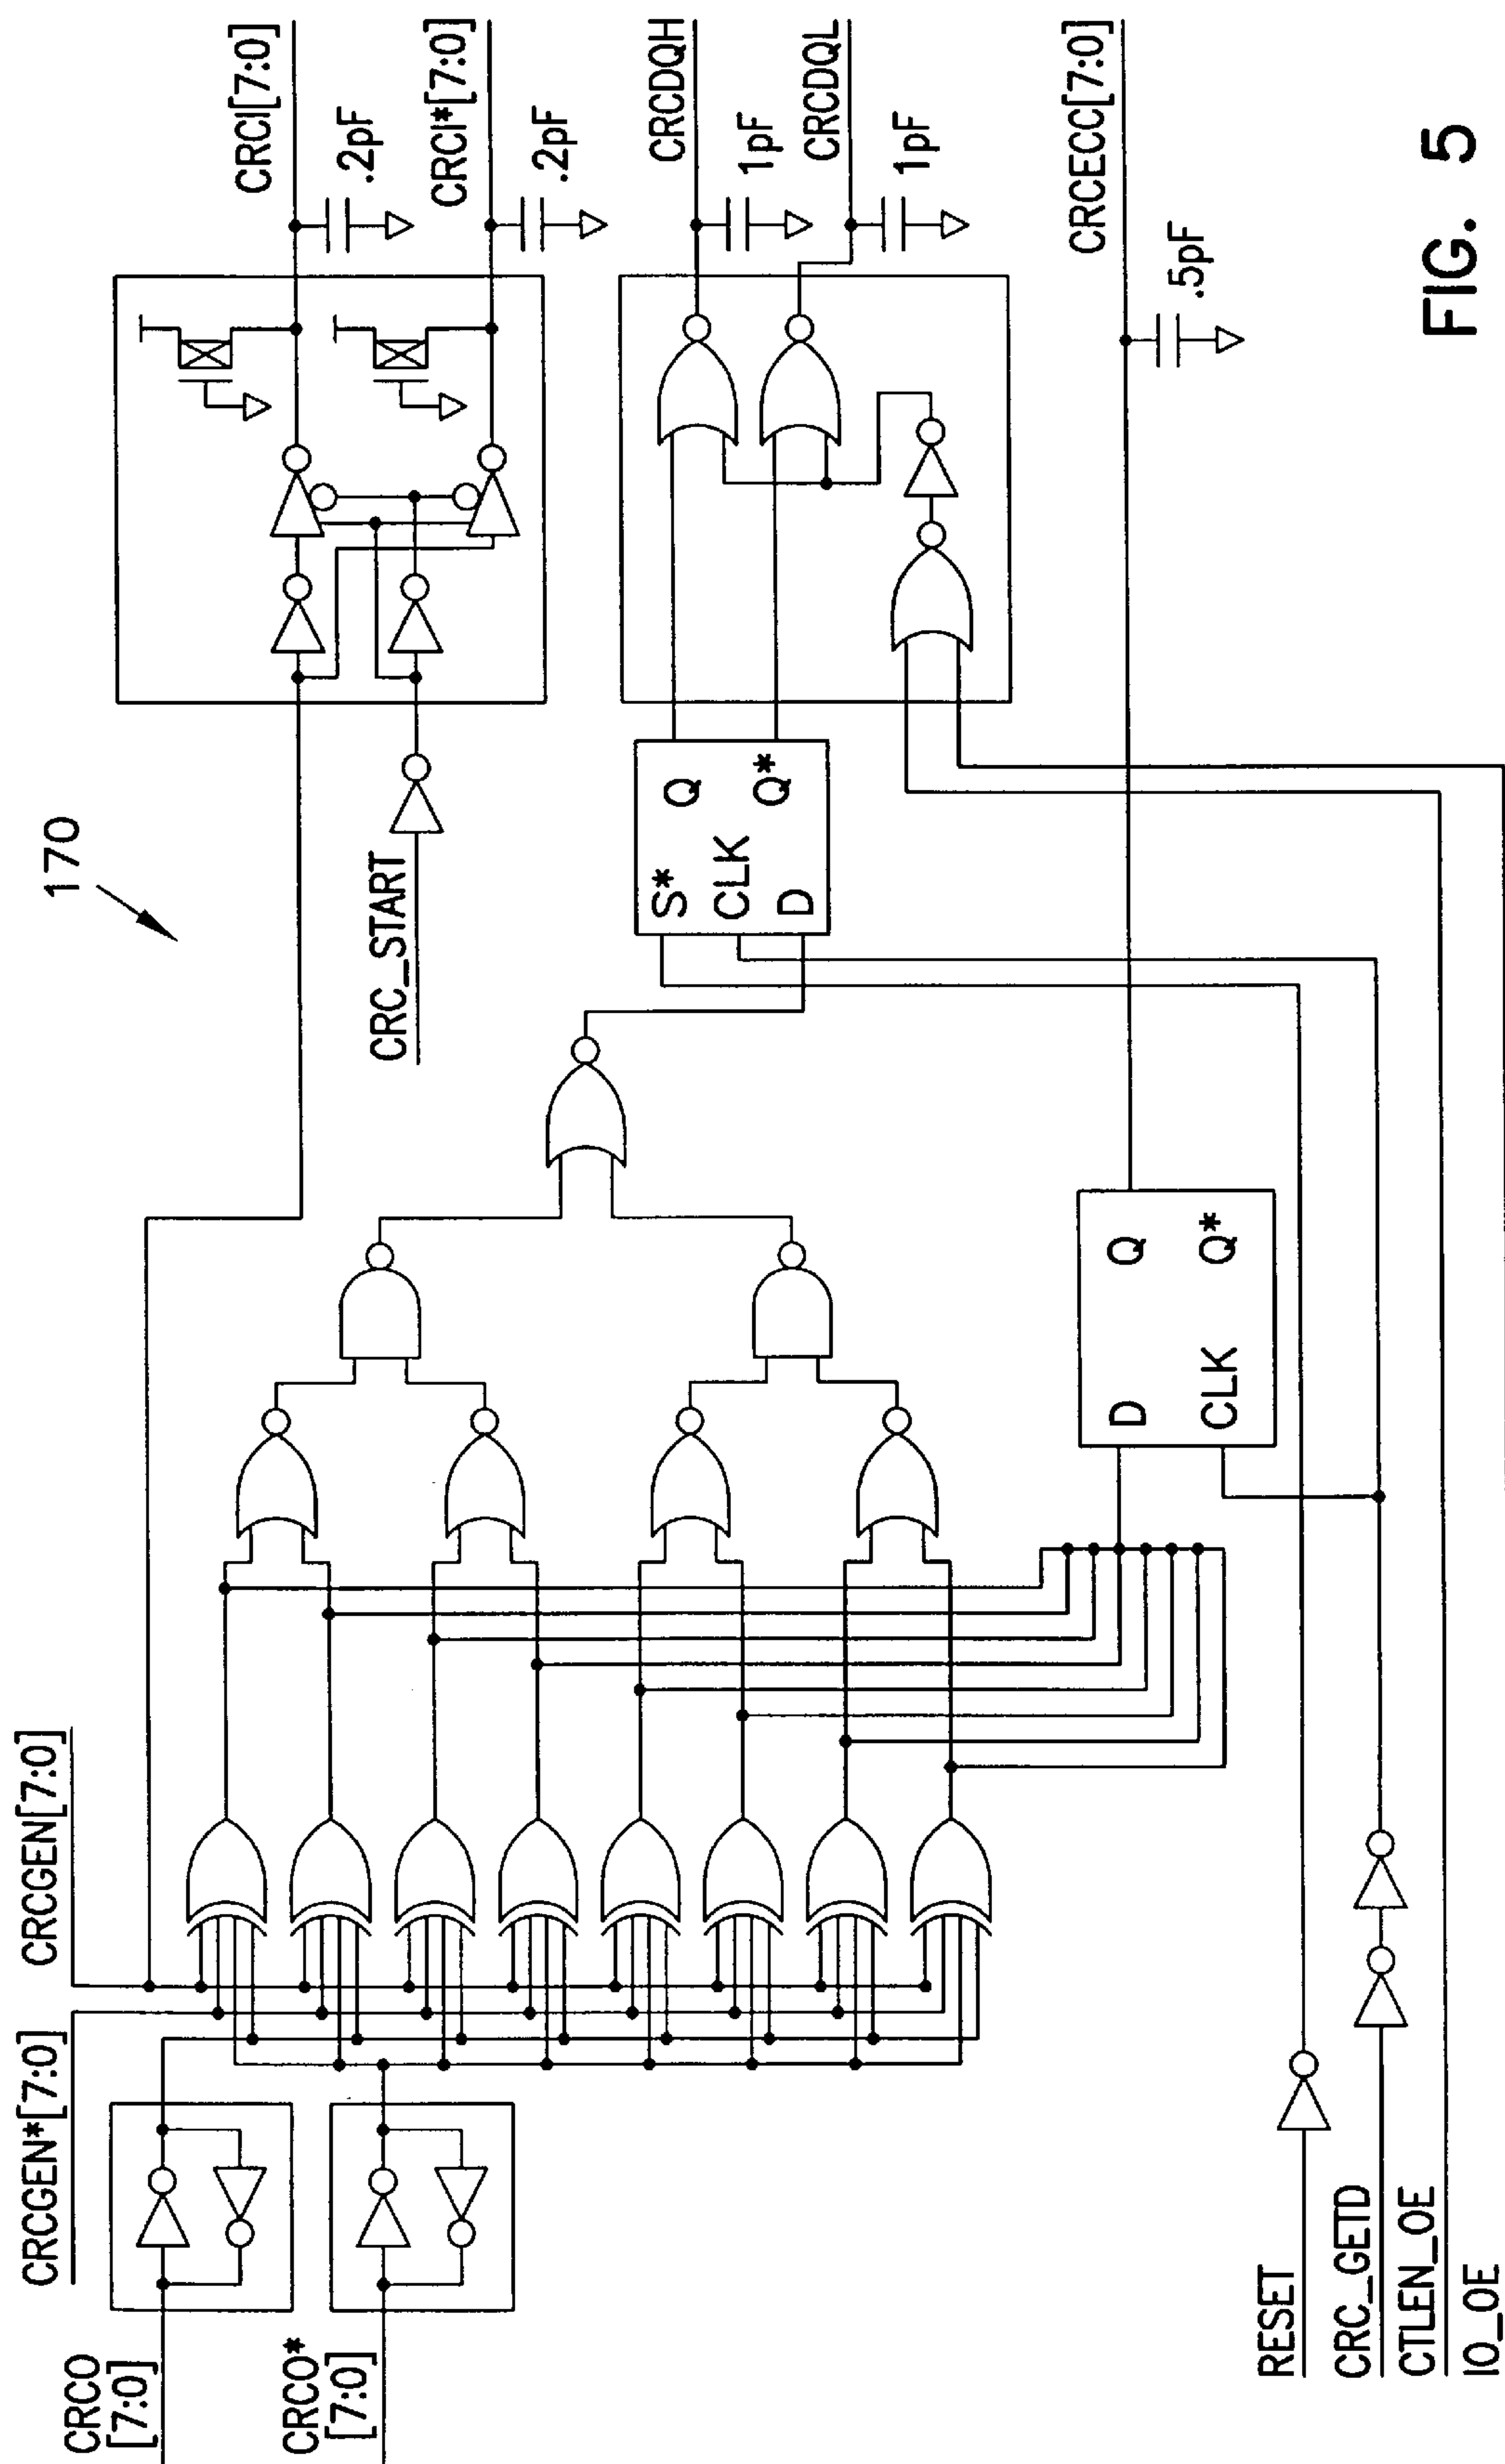 170
CRCGEN[7:0]
CRCGEN*[7:0]
CRCO
[7:0]
CRCO*
[7:0]
CRC_START
CRCI[7:0]
.2pF
CRCI*[7:0]
.2pF
S*
Q
CLK
D
Q*
CRCDQH
1pF
CRCDQL
1pF
D
Q
CLK
Q*
CRCECC[7:0]
.5pF
RESET
CRC_GETD
CTLEN_OE
IO_OE
FIG. 5